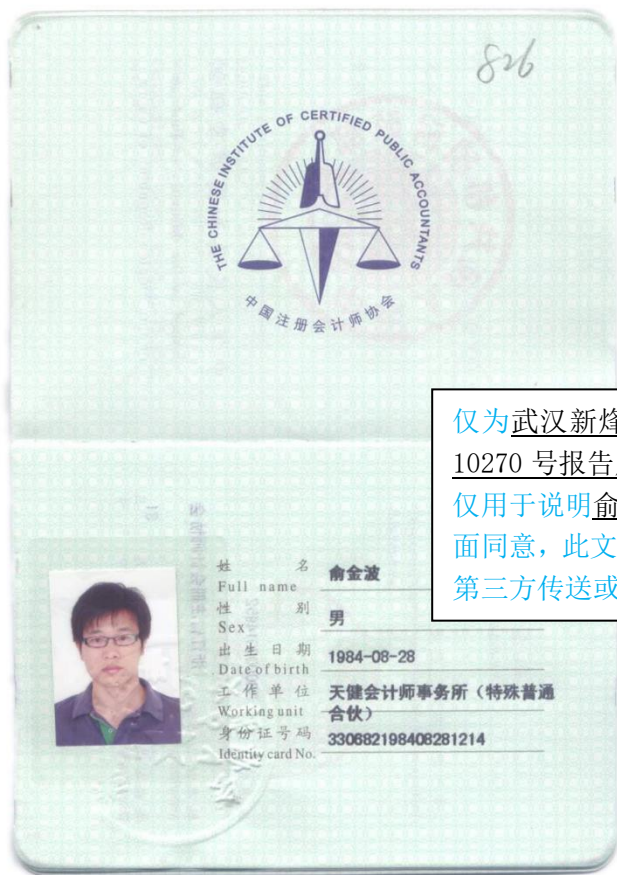 826
THE CHINESE INSTITUTE OF CERTIFIED PUBLIC ACCOUNTANTS
中国注册会计师协会
仅为武汉新烽
10270 号报告
仅用于说明俞
面同意，此文
第三方传送或
姓 名 俞金波
Full name
性 别 男
Sex
出生日期 1984-08-28
Date of birth
工作单位 天健会计师事务所（特殊普通
Working unit 合伙）
身份证号码 330682198408281214
Identity card No.